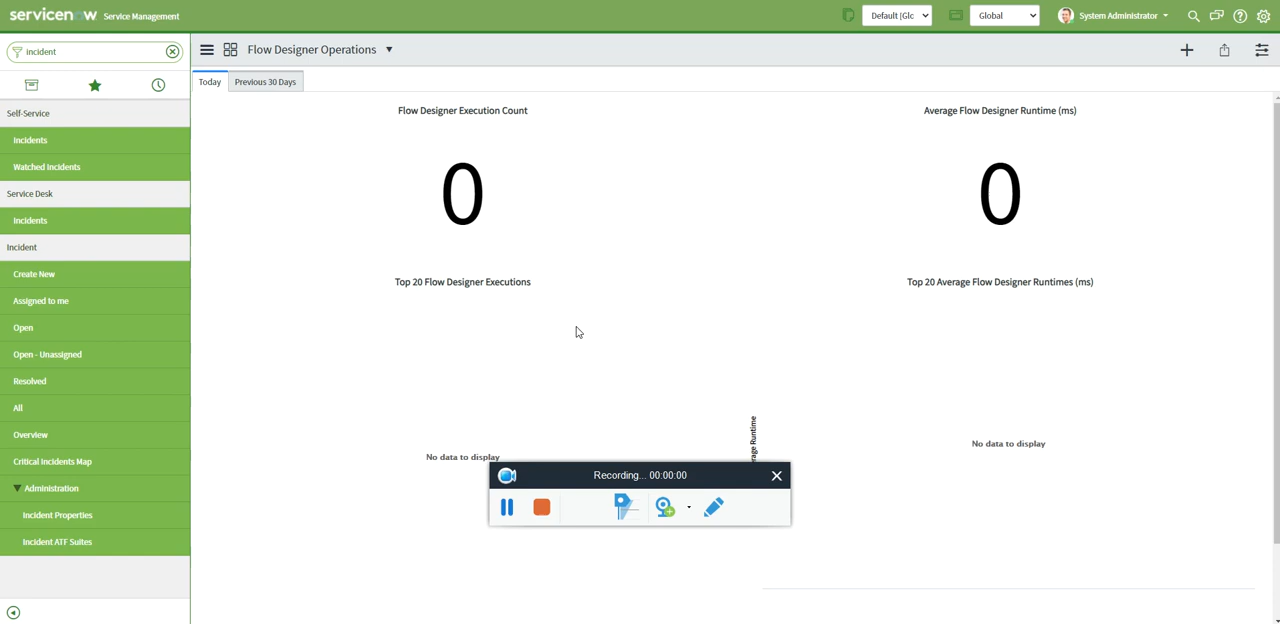 servicenow Service Management
Default [Glc
Global
System Administrator
incident
Flow Designer Operations
Today
Previous 30 Days
Self-Service
Incidents
Watched Incidents
Service Desk
Incidents
Incident
Create New
Assigned to me
Open
Open - Unassigned
Resolved
All
Overview
Critical Incidents Map
Administration
Incident Properties
Incident ATF Suites
Flow Designer Execution Count
0
Average Flow Designer Runtime (ms)
0
Top 20 Flow Designer Executions
No data to display
Top 20 Average Flow Designer Runtimes (ms)
No data to display
Runtime
Recording... 00:00:00